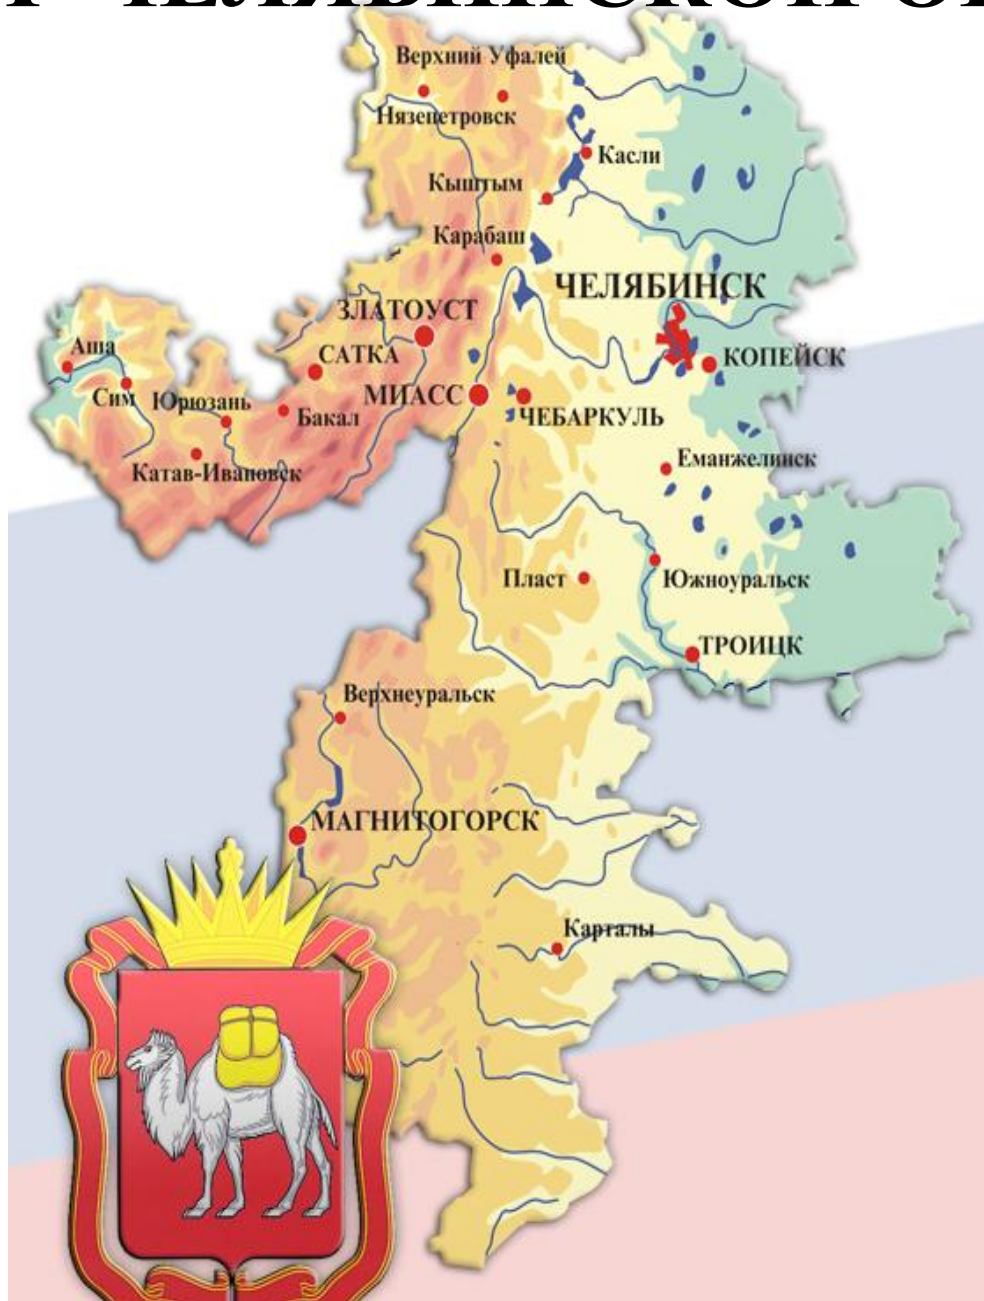 ЧЕЛЯБИНСКОЙ
Верхний Уфалей
Нязепетровск
Касли
Кыштым
Карабаш
ЧЕЛЯБИНСК
ЗЛАТОУСТ
Аша
САТКА
КОПЕЙСК
Сим
Юрюзань
МИАСС
Бакал
ЧЕБАРКУЛЬ
Катав-Ивановск
Еманжелинск
Пласт
Южноуральск
ТРОИЦК
Верхнеуральск
МАГНИТОГОРСК
Карталы